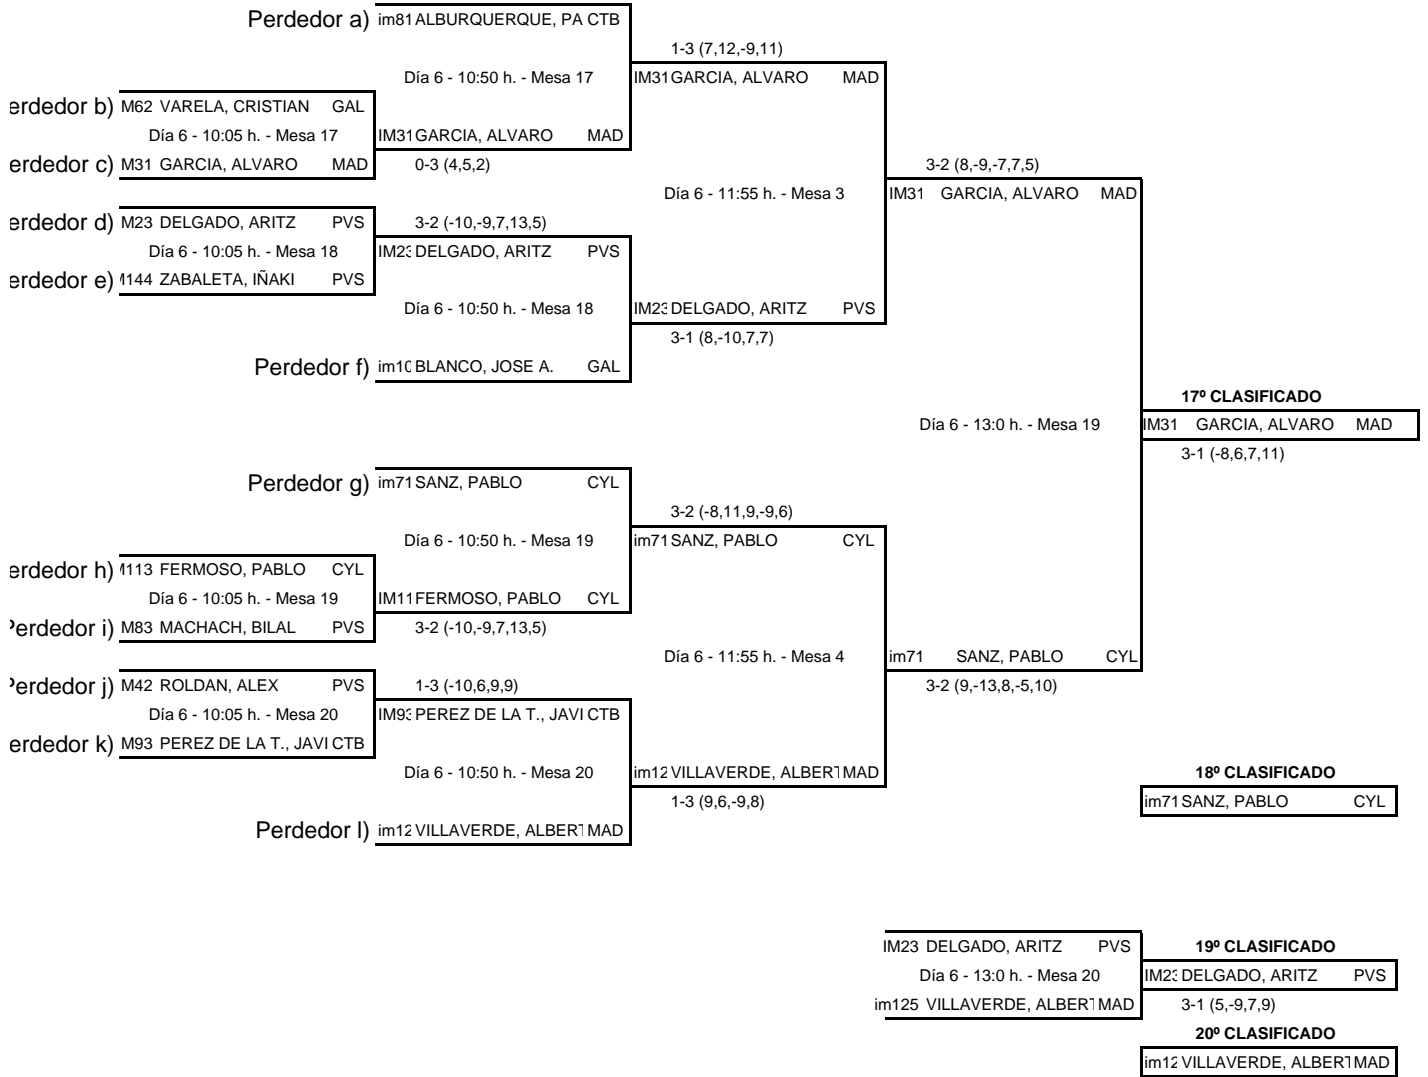 Perdedor a) im81 ALBURQUERQUE, PA CTB
1-3 (7,12,-9,11)
Día 6 - 10:50 h. - Mesa 17 IM31 GARCIA, ALVARO MAD
erdedor b) M62 VARELA, CRISTIAN GAL
Día 6 - 10:05 h. - Mesa 17 IM31 GARCIA, ALVARO MAD
erdedor c) M31 GARCIA, ALVARO MAD 0-3 (4,5,2) 3-2 (8,-9,-7,7,5)
Día 6 - 11:55 h. - Mesa 3 IM31 GARCIA, ALVARO MAD
erdedor d) M23 DELGADO, ARITZ PVS 3-2 (-10,-9,7,13,5)
Día 6 - 10:05 h. - Mesa 18 IM23 DELGADO, ARITZ PVS
erdedor e) M144 ZABALETA, IÑAKI PVS
Día 6 - 10:50 h. - Mesa 18 IM23 DELGADO, ARITZ PVS
3-1 (8,-10,7,7)
Perdedor f) im10 BLANCO, JOSE A. GAL
17º CLASIFICADO
Día 6 - 13:0 h. - Mesa 19 IM31 GARCIA, ALVARO MAD
3-1 (-8,6,7,11)
Perdedor g) im71 SANZ, PABLO CYL
3-2 (-8,11,9,-9,6)
Día 6 - 10:50 h. - Mesa 19 im71 SANZ, PABLO CYL
erdedor h) M113 FERMOSO, PABLO CYL
Día 6 - 10:05 h. - Mesa 19 IM11 FERMOSO, PABLO CYL
Perdedor i) M83 MACHACH, BILAL PVS 3-2 (-10,-9,7,13,5)
Día 6 - 11:55 h. - Mesa 4 im71 SANZ, PABLO CYL
Perdedor j) M42 ROLDAN, ALEX PVS 1-3 (-10,6,9,9) 3-2 (9,-13,8,-5,10)
Día 6 - 10:05 h. - Mesa 20 IM93 PEREZ DE LA T., JAVI CTB
erdedor k) M93 PEREZ DE LA T., JAVI CTB
Día 6 - 10:50 h. - Mesa 20 im12 VILLAVERDE, ALBERT MAD 18º CLASIFICADO
1-3 (9,6,-9,8) im71 SANZ, PABLO CYL
Perdedor l) im12 VILLAVERDE, ALBERT MAD
IM23 DELGADO, ARITZ PVS 19º CLASIFICADO
Día 6 - 13:0 h. - Mesa 20 IM23 DELGADO, ARITZ PVS
im125 VILLAVERDE, ALBERT MAD 3-1 (5,-9,7,9)
20º CLASIFICADO
im12 VILLAVERDE, ALBERT MAD